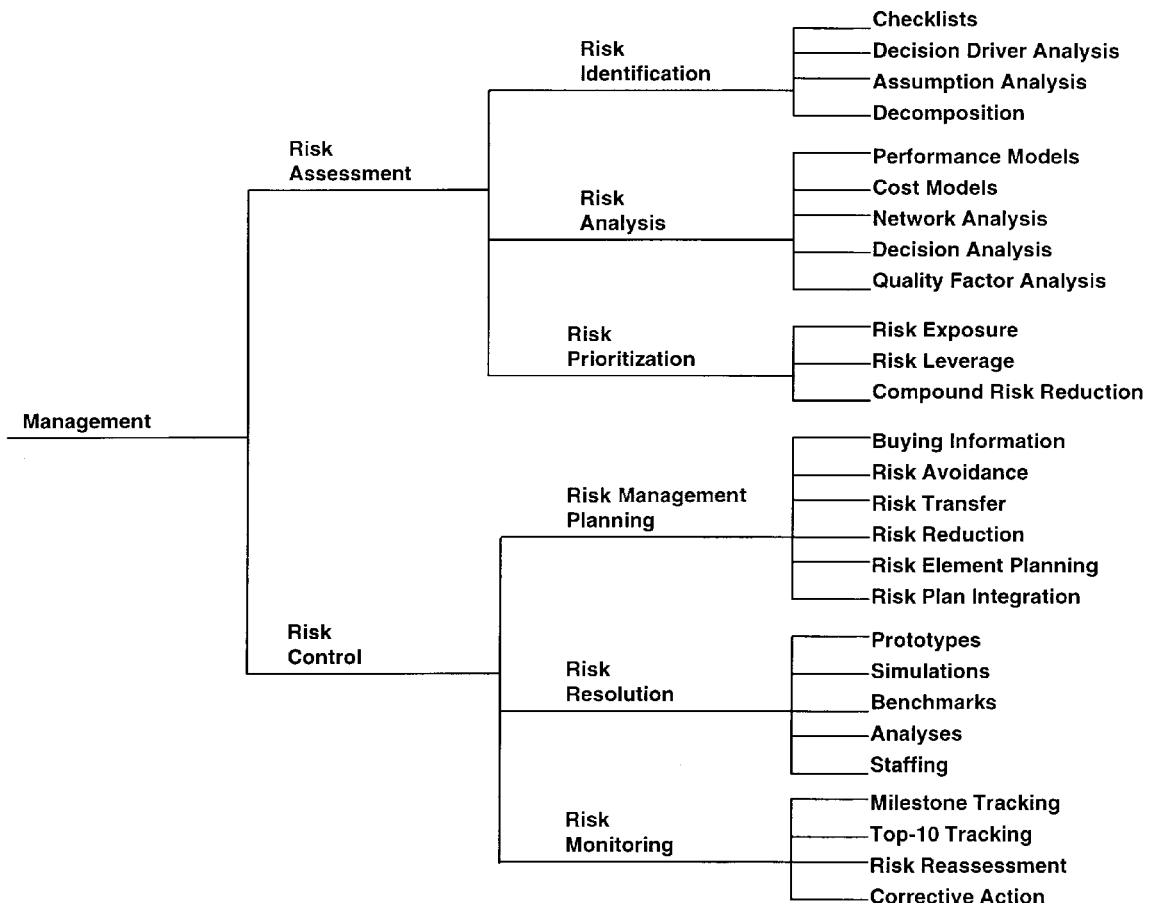 Management
Risk
Assessment
Risk
Identification
Checklists
Decision Driver Analysis
Assumption Analysis
Decomposition
Risk
Analysis
Performance Models
Cost Models
Network Analysis
Decision Analysis
Quality Factor Analysis
Risk
Prioritization
Risk Exposure
Risk Leverage
Compound Risk Reduction
Risk
Control
Risk Management
Planning
Buying Information
Risk Avoidance
Risk Transfer
Risk Reduction
Risk Element Planning
Risk Plan Integration
Risk
Resolution
Prototypes
Simulations
Benchmarks
Analyses
Staffing
Risk
Monitoring
Milestone Tracking
Top-10 Tracking
Risk Reassessment
Corrective Action